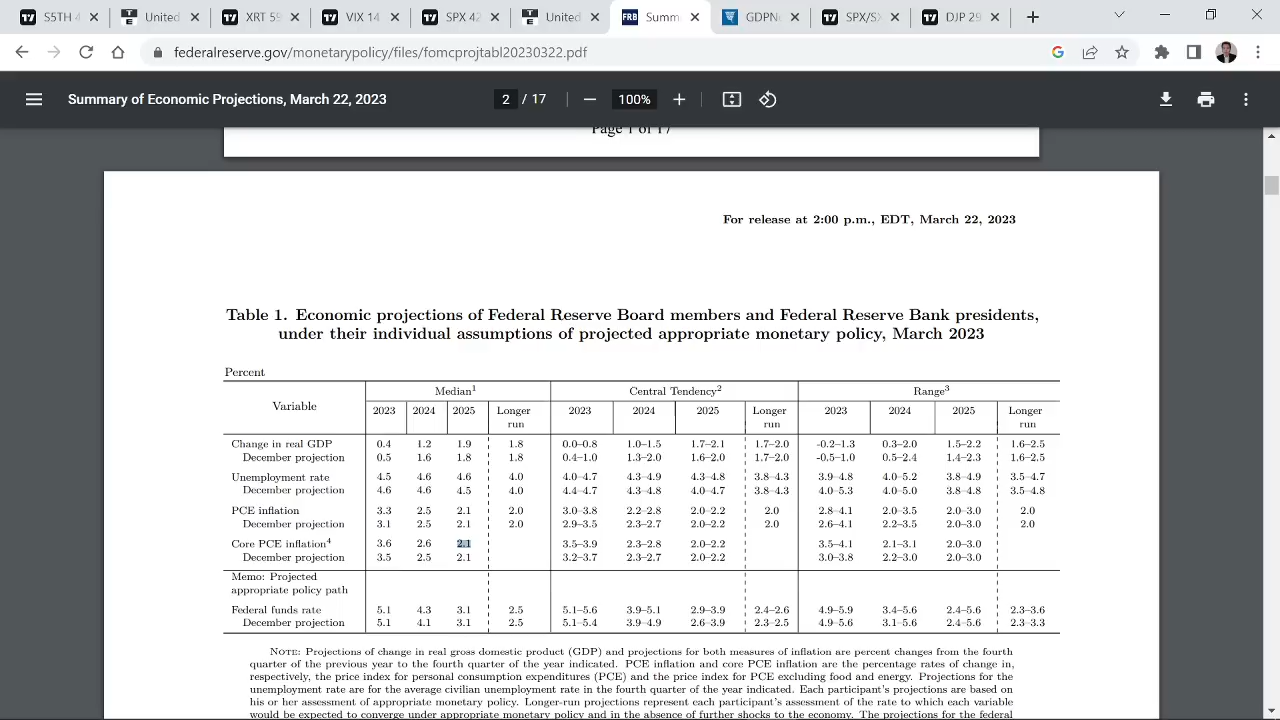 S5TH 4
United
XRT 55
VIX 14
SPX 42
United
FRB Summ
GDPNo
SPX/SX
DJP 29
federalreserve.gov/monetarypolicy/files/fomcprojtabl20230322.pdf
Summary of Economic Projections, March 22, 2023 2 / 17 100%
Page 1 of 17
For release at 2:00 p.m., EDT, March 22, 2023
Table 1. Economic projections of Federal Reserve Board members and Federal Reserve Bank presidents,
under their individual assumptions of projected appropriate monetary policy, March 2023
Percent
Variable Median1 Central Tendency2 Range3
2023 2024 2025 Longer run 2023 2024 2025 Longer run 2023 2024 2025 Longer run
Change in real GDP 0.4 1.2 1.9 1.8 0.0–0.8 1.0–1.5 1.7–2.1 1.7–2.0 -0.2–1.3 0.3–2.0 1.5–2.2 1.6–2.5
December projection 0.5 1.6 1.8 1.8 0.4–1.0 1.3–2.0 1.6–2.0 1.7–2.0 -0.5–1.0 0.5–2.4 1.4–2.3 1.6–2.5
Unemployment rate 4.5 4.6 4.6 4.0 4.0–4.7 4.3–4.9 4.3–4.8 3.8–4.3 3.9–4.8 4.0–5.2 3.8–4.9 3.5–4.7
December projection 4.6 4.6 4.5 4.0 4.4–4.7 4.3–4.8 4.0–4.7 3.8–4.3 4.0–5.3 4.0–5.0 3.8–4.8 3.5–4.8
PCE inflation 3.3 2.5 2.1 2.0 3.0–3.8 2.2–2.8 2.0–2.2 2.0 2.8–4.1 2.0–3.5 2.0–3.0 2.0
December projection 3.1 2.5 2.1 2.0 2.9–3.5 2.3–2.7 2.0–2.2 2.0 2.6–4.1 2.2–3.5 2.0–3.0 2.0
Core PCE inflation4 3.6 2.6 2.1 3.5–3.9 2.3–2.8 2.0–2.2 3.5–4.1 2.1–3.1 2.0–3.0
December projection 3.5 2.5 2.1 3.2–3.7 2.3–2.7 2.0–2.2 3.0–3.8 2.2–3.0 2.0–3.0
Memo: Projected
appropriate policy path
Federal funds rate 5.1 4.3 3.1 2.5 5.1–5.6 3.9–5.1 2.9–3.9 2.4–2.6 4.9–5.9 3.4–5.6 2.4–5.6 2.3–3.6
December projection 5.1 4.1 3.1 2.5 5.1–5.4 3.9–4.9 2.6–3.9 2.3–2.5 4.9–5.6 3.1–5.6 2.4–5.6 2.3–3.3
NOTE: Projections of change in real gross domestic product (GDP) and projections for both measures of inflation are percent changes from the fourth
quarter of the previous year to the fourth quarter of the year indicated. PCE inflation and core PCE inflation are the percentage rates of change in,
respectively, the price index for personal consumption expenditures (PCE) and the price index for PCE excluding food and energy. Projections for the
unemployment rate are for the average civilian unemployment rate in the fourth quarter of the year indicated. Each participant's projections are based on
his or her assessment of appropriate monetary policy. Longer-run projections represent each participant's assessment of the rate to which each variable
would be expected to converge under appropriate monetary policy and in the absence of further shocks to the economy. The projections for the federal